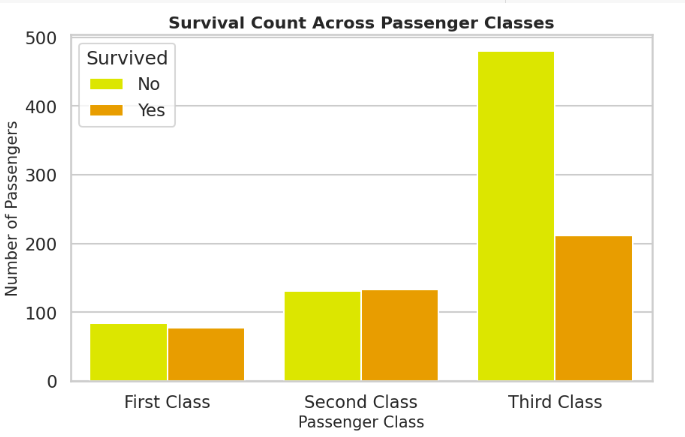 Survival Count Across Passenger Classes
Number of Passengers
500
400
300
200
100
0
Survived
No
Yes
First Class
Second Class
Third Class
Passenger Class